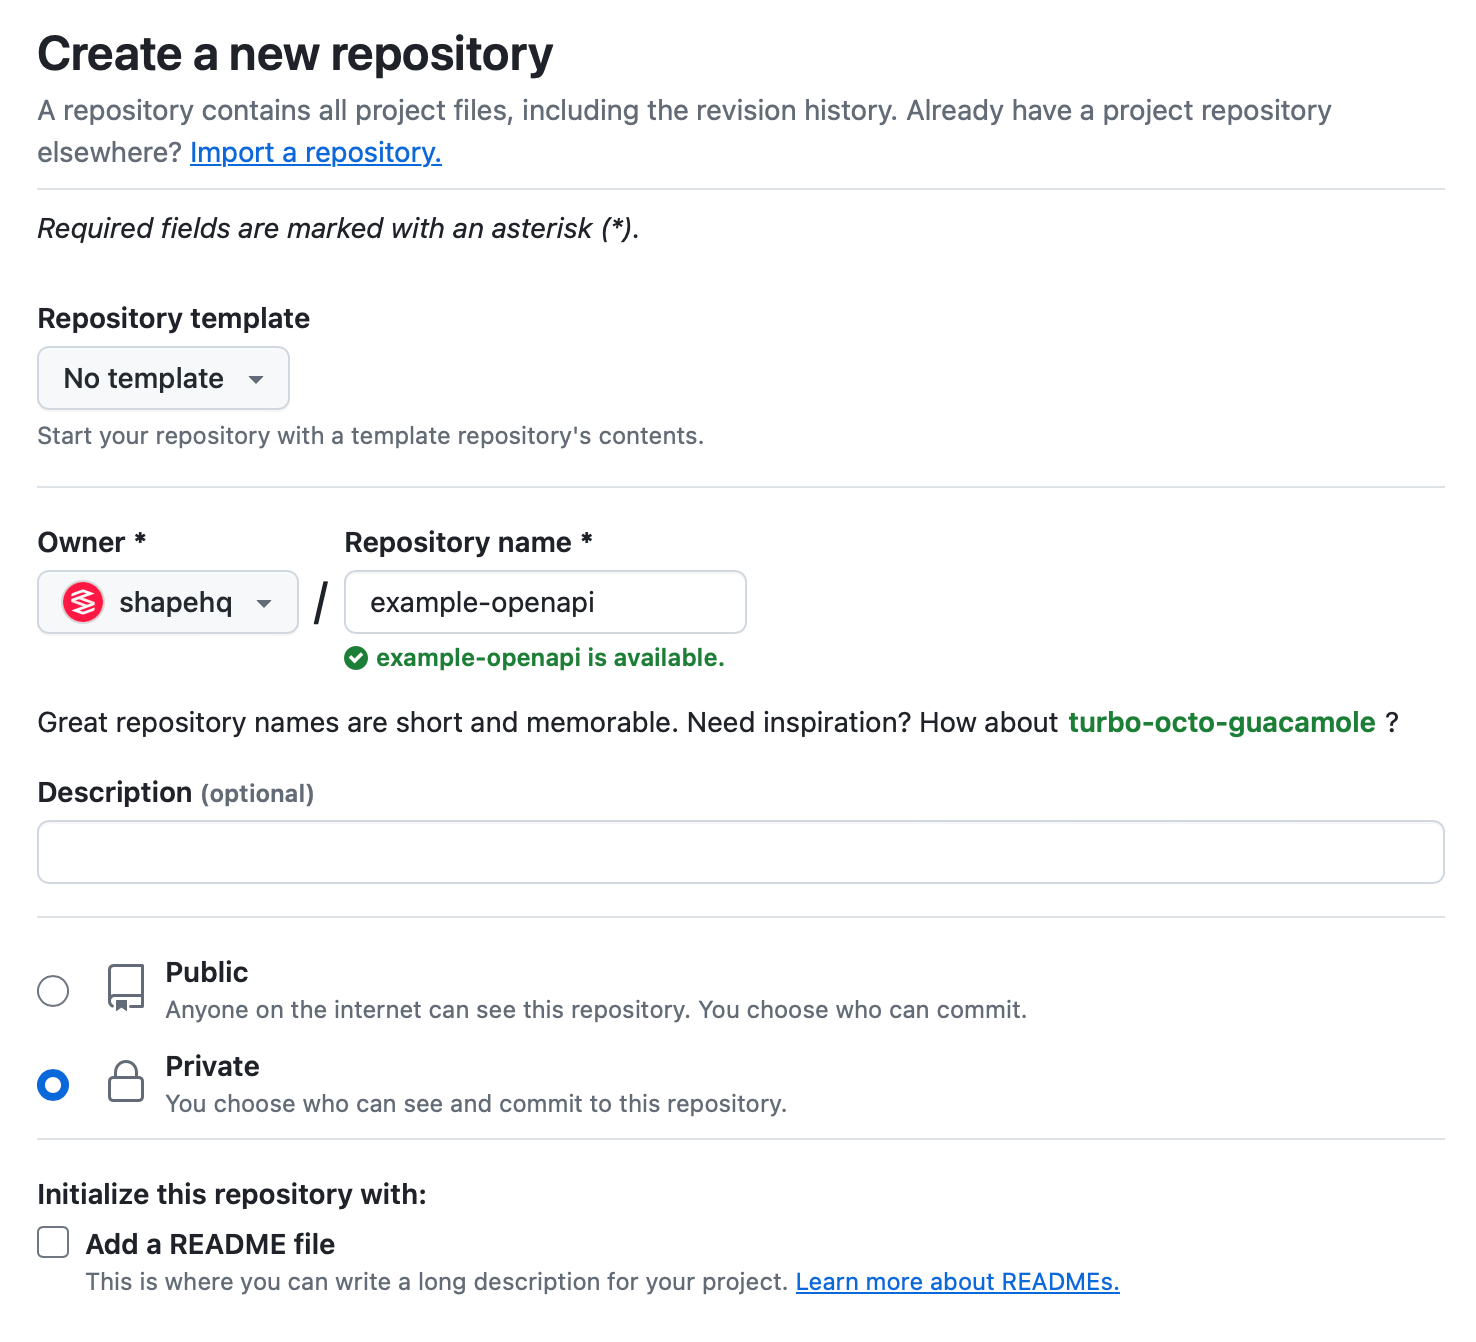 Create a new repository
A repository contains all project files, including the revision history. Already have a project repository
elsewhere? Import a repository.
Required fields are marked with an asterisk (*).
Repository template
No template
Start your repository with a template repository's contents.
Owner *
Repository name *
shapehq
/
example-openapi
example-openapi is available.
Great repository names are short and memorable. Need inspiration? How about turbo-octo-guacamole ?
Description (optional)
Public
Anyone on the internet can see this repository. You choose who can commit.
Private
You choose who can see and commit to this repository.
Initialize this repository with:
Add a README file
This is where you can write a long description for your project. Learn more about READMEs.